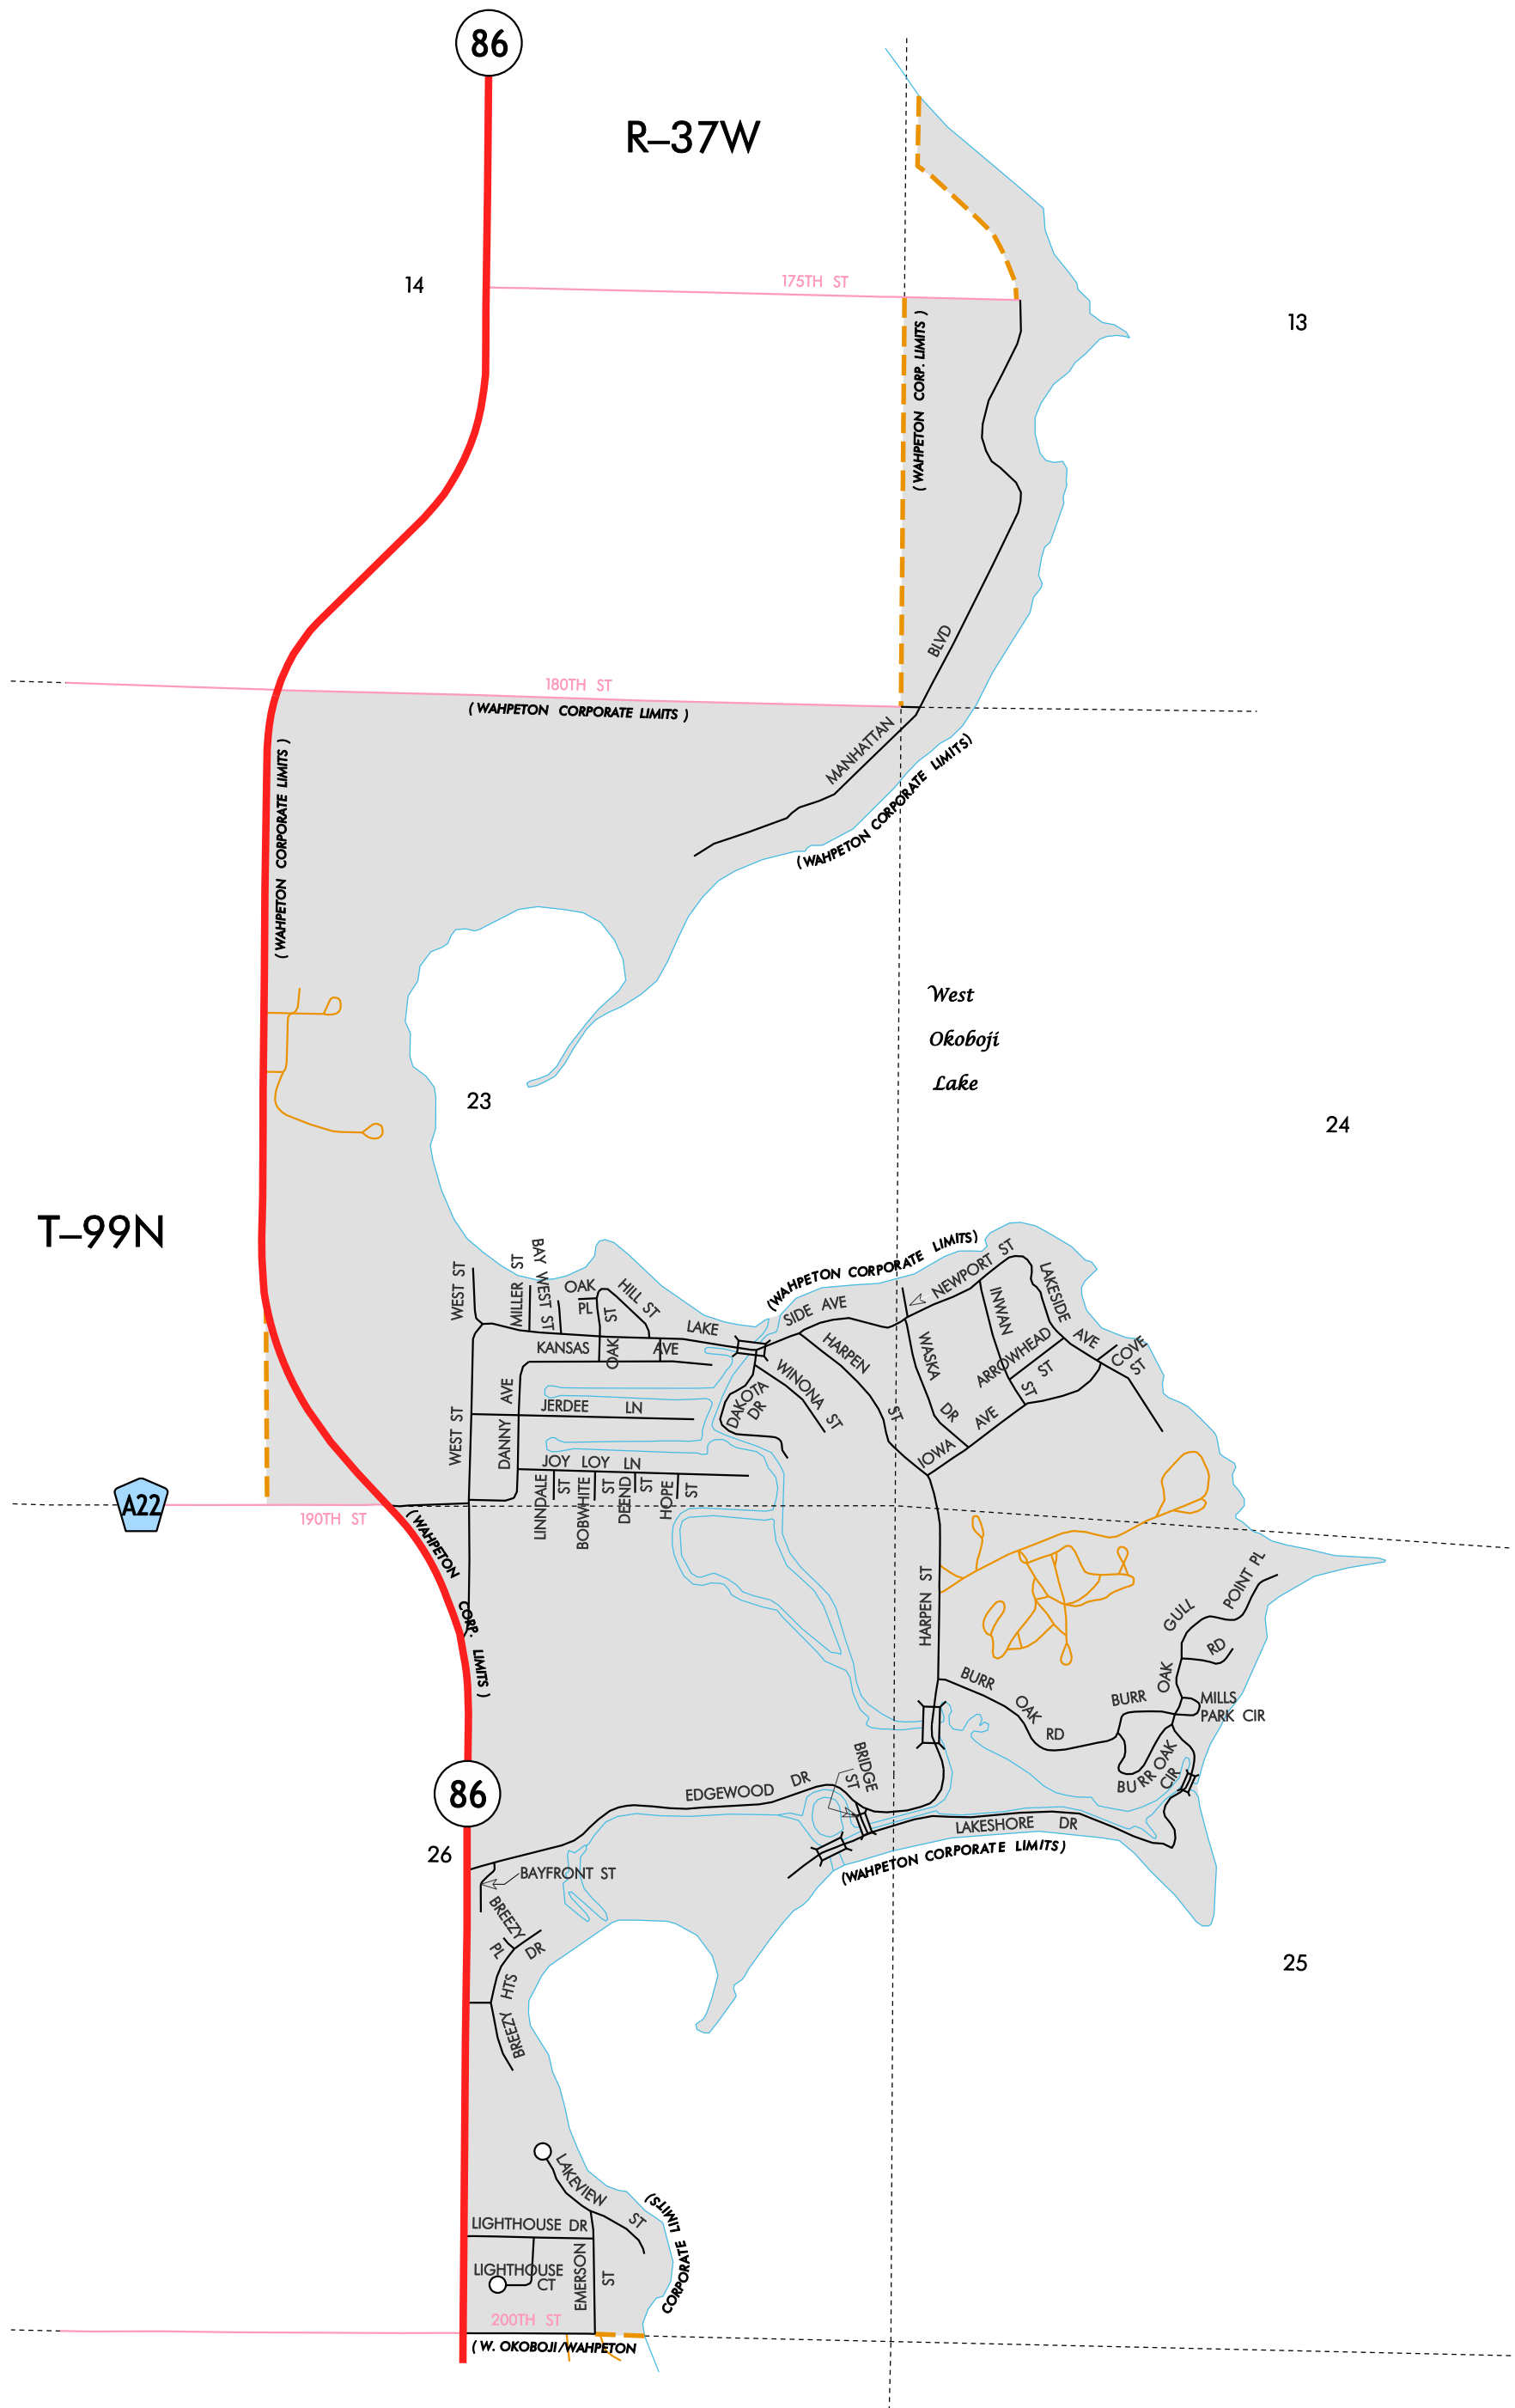 86
R–37W
14
175TH ST
13
( WAHPETON CORP. LIMITS )
BLVD
180TH ST
( WAHPETON CORPORATE LIMITS )
MANHATTAN
( WAHPETON CORPORATE LIMITS )
(WAHPETON CORPORATE LIMITS)
West
Okoboji
Lake
23
24
T–99N
(WAHPETON CORPORATE LIMITS)
WEST ST
MILLER ST
BAY WEST ST
OAK
PL
HILL ST
OAK ST
LAKE
SIDE AVE
NEWPORT ST
LAKESIDE
AVE
INWAN
ST
KANSAS AVE
HARPEN
ST
WASKA
DR
ARROWHEAD
ST
COVE
ST
WINONA ST
DAKOTA
DR
DANNY AVE
JERDEE LN
WEST ST
IOWA AVE
JOY LOY LN
LINNDALE
ST
BOBWHITE
ST
DEEND
ST
HOPE
ST
A22
190TH ST
( WAHPETON CORP. LIMITS )
HARPEN ST
GULL
POINT PL
RD
BURR OAK RD
BURR OAK
MILLS
PARK CIR
BURR OAK
CIR
BRIDGE
ST
EDGEWOOD DR
86
LAKESHORE DR
(WAHPETON CORPORATE LIMITS)
26
BAYFRONT ST
BREEZY
PL
DR
25
BREEZY HTS
LAKEVIEW ST
LIGHTHOUSE DR
LIGHTHOUSE
CT
EMERSON
ST
CORPORATE LIMITS)
200TH ST
( W. OKOBOJI/WAHPETON